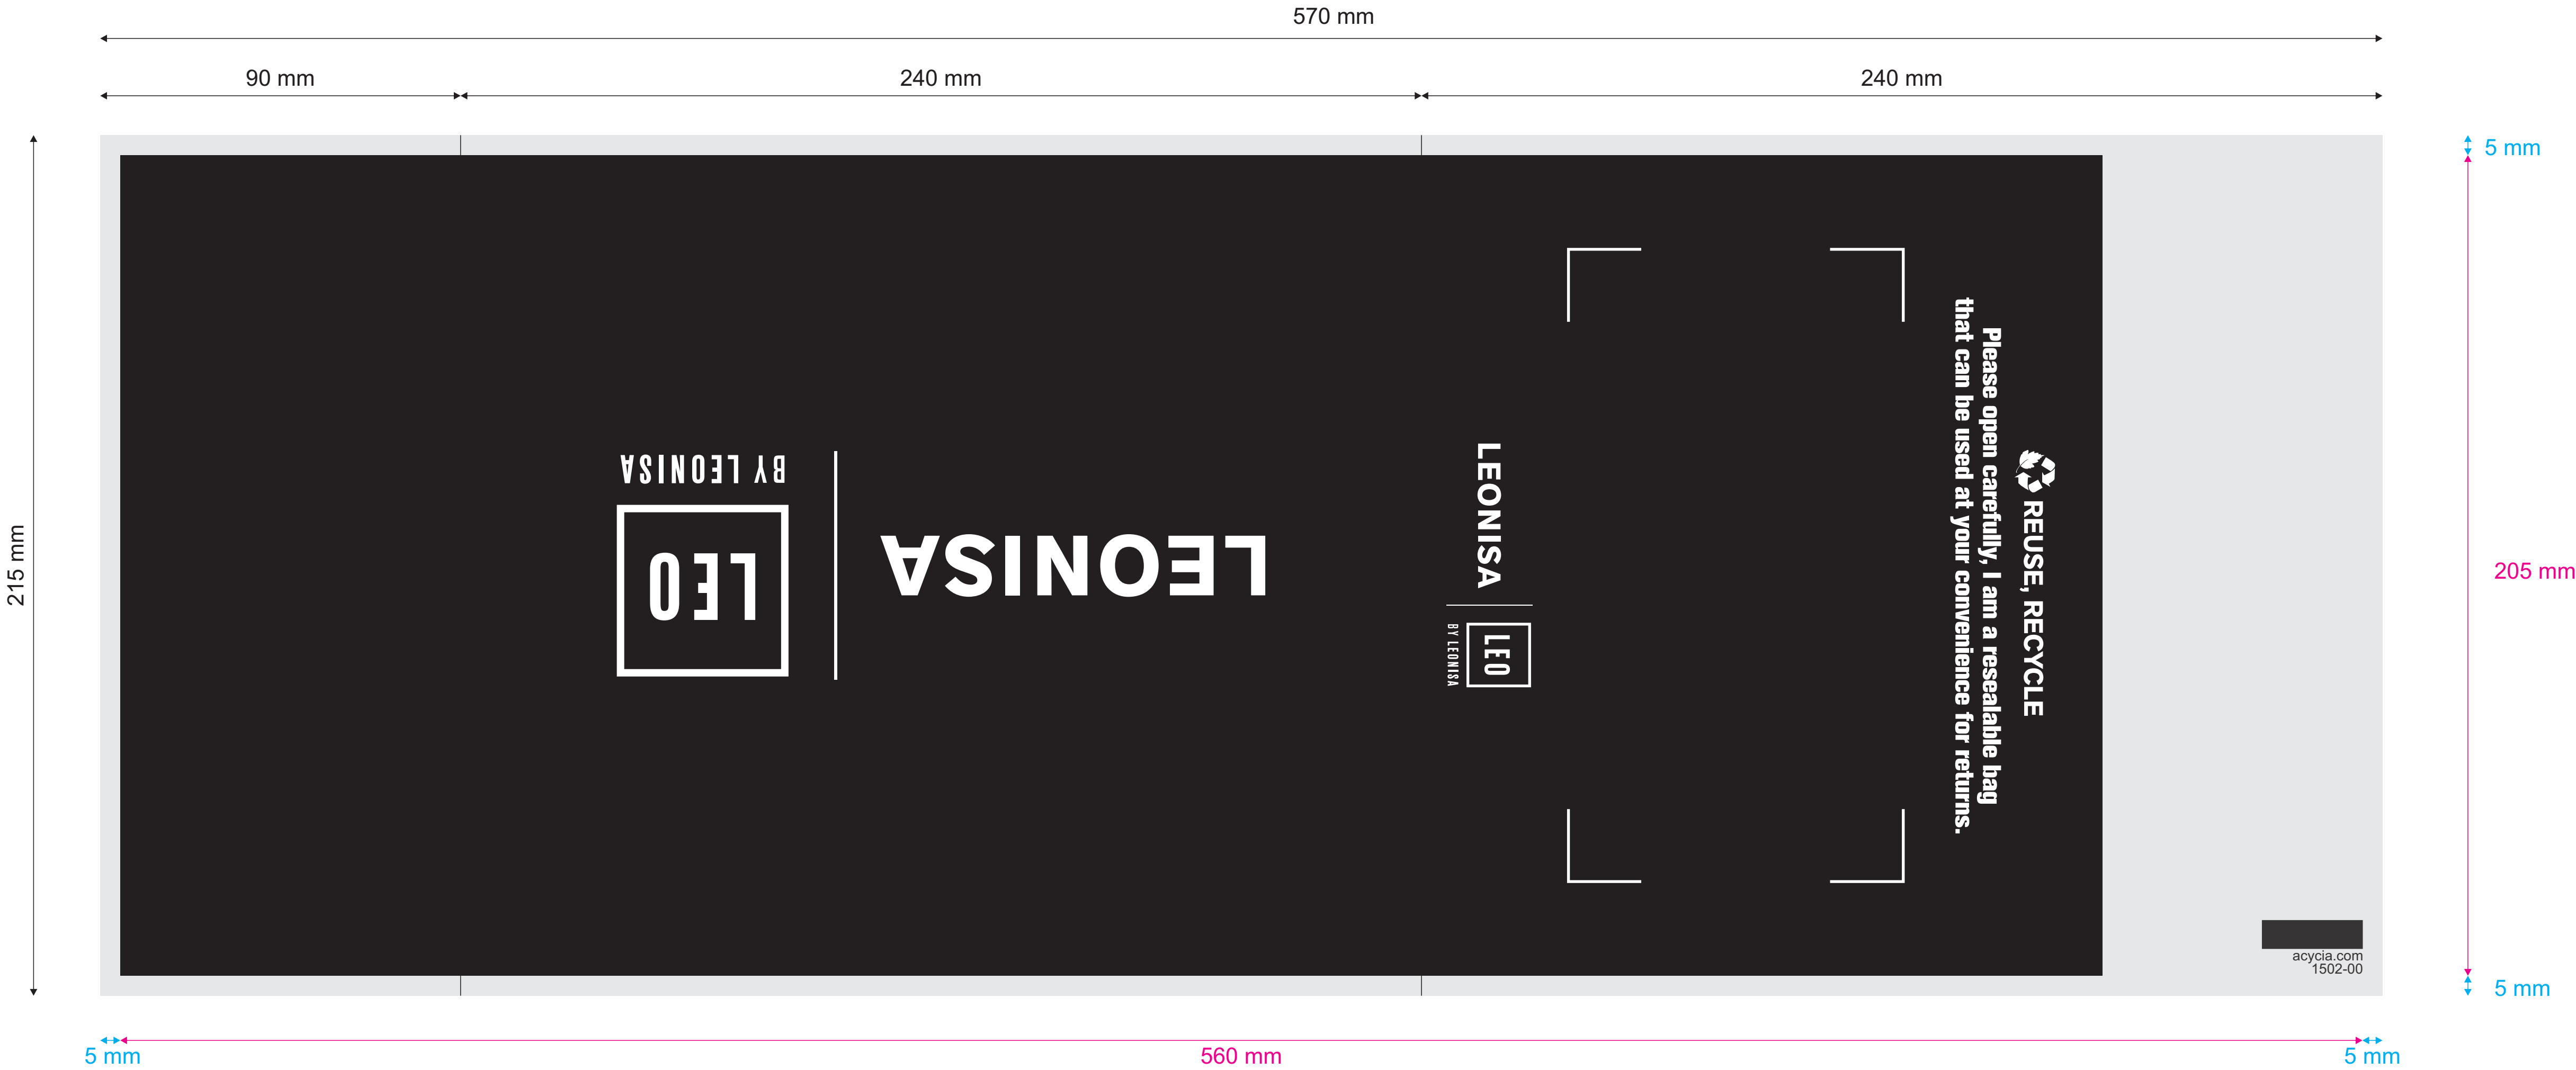 570 mm
90 mm
240 mm
240 mm
5 mm
215 mm
BY LEONISA
LEO
LEONISA
LEONISA
LEO
BY LEONISA
REUSE, RECYCLE
Please open carefully, I am a resealable bag
that can be used at your convenience for returns.
205 mm
acycia.com
1502-00
5 mm
5 mm
560 mm
5 mm